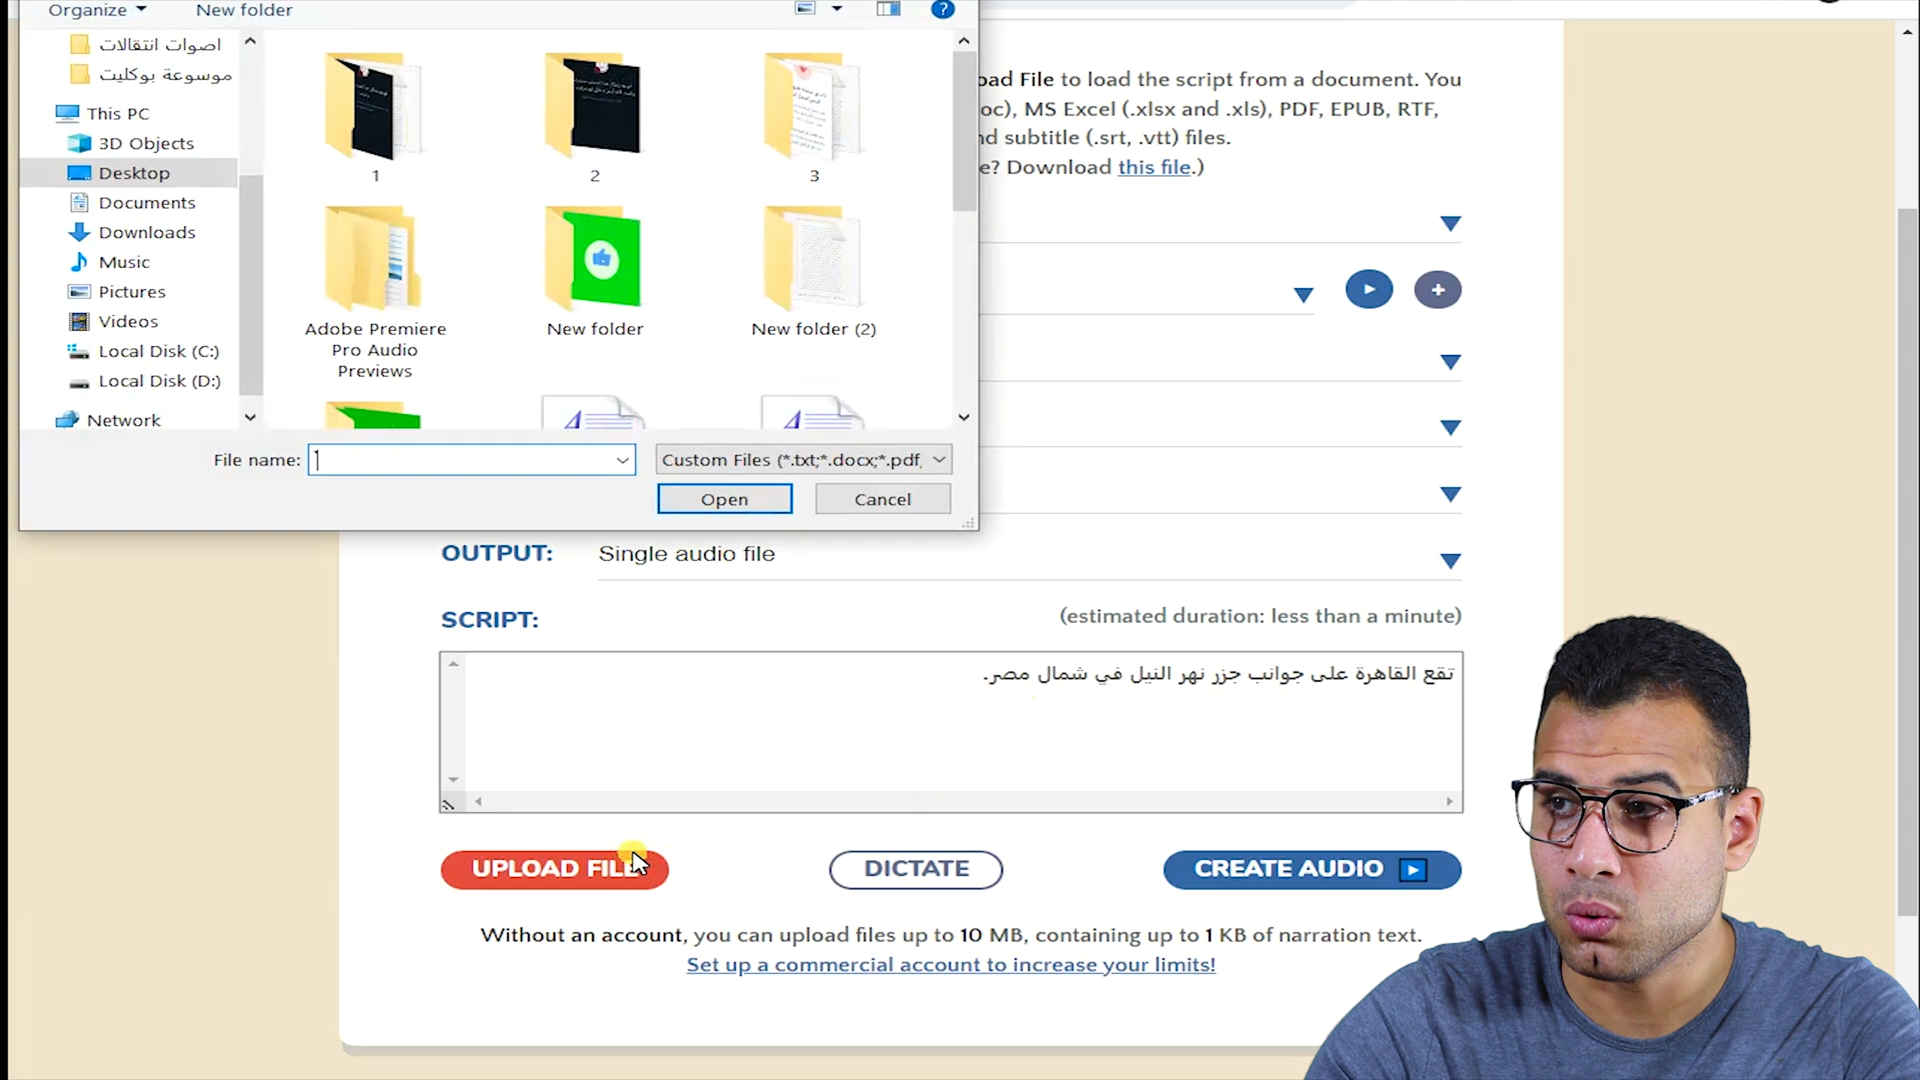 Organize
New folder
اصوات انتقالات
موسوعة بوكليت
This PC
3D Objects
Desktop
Documents
Downloads
Music
Pictures
Videos
Local Disk (C:)
Local Disk (D:)
Network
1
2
3
Adobe Premiere
Pro Audio
Previews
New folder
New folder (2)
File name:
Custom Files (*.txt;*.docx;*.pdf,
Open
Cancel
oad File to load the script from a document. You
oc), MS Excel (.xlsx and .xls), PDF, EPUB, RTF,
nd subtitle (.srt, .vtt) files.
e? Download this file.)
OUTPUT: Single audio file
SCRIPT: (estimated duration: less than a minute)
تقع القاهرة على جوانب جزر نهر النيل في شمال مصر.
UPLOAD FILE
DICTATE
CREATE AUDIO
Without an account, you can upload files up to 10 MB, containing up to 1 KB of narration text.
Set up a commercial account to increase your limits!